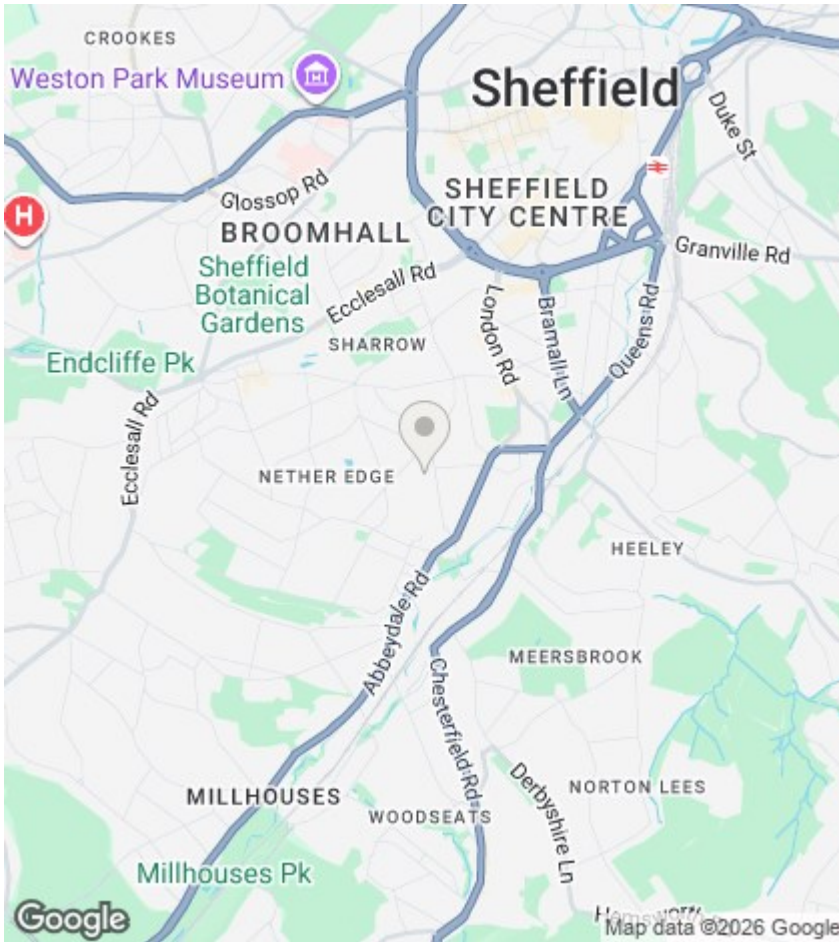 CROOKES
Weston Park Museum
Sheffield
Duke St
Glossop Rd
SHEFFIELD
CITY CENTRE
BROOMHALL
Granville Rd
Sheffield
Botanical
Gardens
Ecclesall Rd
London Rd
Bramall Ln
Queens Rd
SHARROW
Endcliffe Pk
Ecclesall Rd
NETHER EDGE
HEELEY
Abbeydale Rd
MEERSBROOK
Chesterfield Rd
Derbyshire Ln
NORTON LEES
MILLHOUSES
WOODSEATS
Millhouses Pk
H
Google
Map data ©2026 Google